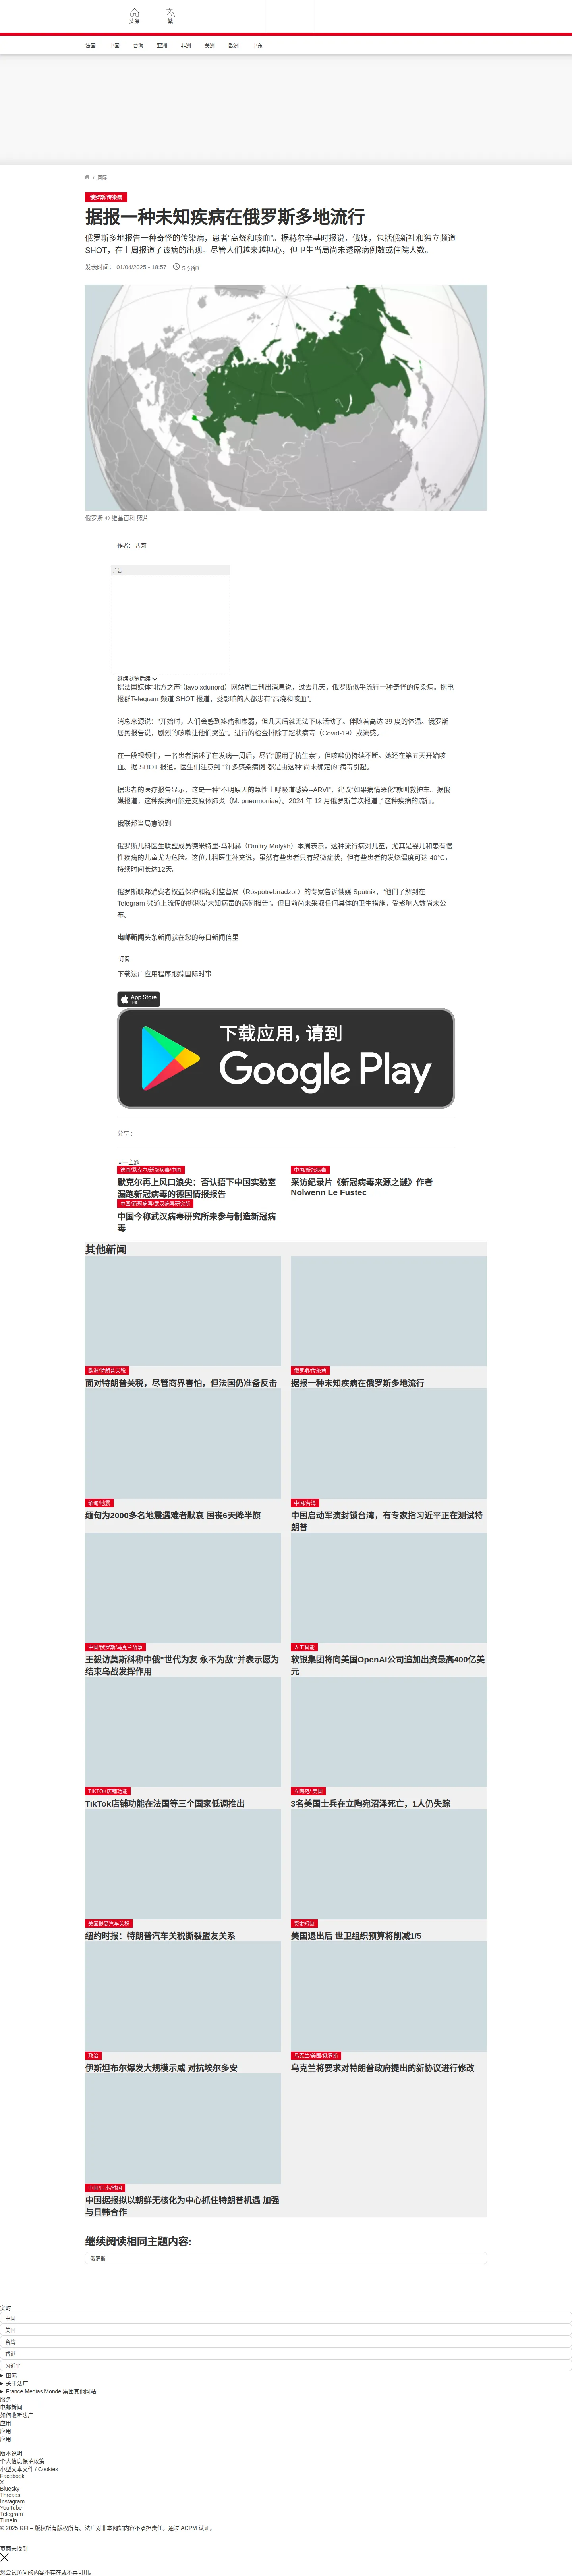 头条
繁
法国 中国 台海 亚洲 非洲 美洲 欧洲 中东
/ 国际
俄罗斯/传染病
据报一种未知疾病在俄罗斯多地流行
俄罗斯多地报告一种奇怪的传染病，患者“高烧和咳血”。据赫尔辛基时报说，俄媒，包括俄新社和独立频道
SHOT，在上周报道了该病的出现。尽管人们越来越担心，但卫生当局尚未透露病例数或住院人数。
发表时间： 01/04/2025 - 18:57 5 分钟
俄罗斯 © 维基百科 照片
作者： 古莉
广告
继续浏览后续
据法国媒体“北方之声”（lavoixdunord）网站周二刊出消息说，过去几天，俄罗斯似乎流行一种奇怪的传染病。据电
报群Telegram 频道 SHOT 报道，受影响的人都患有“高烧和咳血”。
消息来源说：“开始时，人们会感到疼痛和虚弱，但几天后就无法下床活动了。伴随着高达 39 度的体温。俄罗斯
居民报告说，剧烈的咳嗽让他们哭泣”。进行的检查排除了冠状病毒（Covid-19）或流感。
在一段视频中，一名患者描述了在发病一周后，尽管“服用了抗生素”，但咳嗽仍持续不断。她还在第五天开始咳
血。据 SHOT 报道，医生们注意到 “许多感染病例”都是由这种“尚未确定的”病毒引起。
据患者的医疗报告显示，这是一种“不明原因的急性上呼吸道感染--ARVI”，建议“如果病情恶化”就叫救护车。据俄
媒报道，这种疾病可能是支原体肺炎（M. pneumoniae）。2024 年 12 月俄罗斯首次报道了这种疾病的流行。
俄联邦当局意识到
俄罗斯儿科医生联盟成员德米特里-马利赫（Dmitry Malykh）本周表示，这种流行病对儿童，尤其是婴儿和患有慢
性疾病的儿童尤为危险。这位儿科医生补充说，虽然有些患者只有轻微症状，但有些患者的发烧温度可达 40°C，
持续时间长达12天。
俄罗斯联邦消费者权益保护和福利监督局（Rospotrebnadzor）的专家告诉俄媒 Sputnik，“他们了解到在
Telegram 频道上流传的据称是未知病毒的病例报告”。但目前尚未采取任何具体的卫生措施。受影响人数尚未公
布。
电邮新闻头条新闻就在您的每日新闻信里
订阅
下载法广应用程序跟踪国际时事
App Store
下载
下载应用，请到
Google Play
分享 :
同一主题
德国/默克尔/新冠病毒/中国
默克尔再上风口浪尖：否认捂下中国实验室
漏跑新冠病毒的德国情报报告
中国/新冠病毒
采访纪录片《新冠病毒来源之谜》作者
Nolwenn Le Fustec
中国/新冠病毒/武汉病毒研究所
中国今称武汉病毒研究所未参与制造新冠病
毒
其他新闻
欧洲/特朗普关税
面对特朗普关税，尽管商界害怕，但法国仍准备反击
俄罗斯/传染病
据报一种未知疾病在俄罗斯多地流行
缅甸/地震
缅甸为2000多名地震遇难者默哀 国丧6天降半旗
中国/台湾
中国启动军演封锁台湾，有专家指习近平正在测试特
朗普
中国/俄罗斯/乌克兰战争
王毅访莫斯科称中俄"世代为友 永不为敌"并表示愿为
结束乌战发挥作用
人工智能
软银集团将向美国OpenAI公司追加出资最高400亿美
元
TIKTOK店铺功能
TikTok店铺功能在法国等三个国家低调推出
立陶宛/ 美国
3名美国士兵在立陶宛沼泽死亡，1人仍失踪
美国提高汽车关税
纽约时报：特朗普汽车关税撕裂盟友关系
资金短缺
美国退出后 世卫组织预算将削减1/5
政治
伊斯坦布尔爆发大规模示威 对抗埃尔多安
乌克兰/美国/俄罗斯
乌克兰将要求对特朗普政府提出的新协议进行修改
中国/日本/韩国
中国据报拟以朝鲜无核化为中心抓住特朗普机遇 加强
与日韩合作
继续阅读相同主题内容:
俄罗斯
实时
中国
美国
台湾
香港
习近平
国际
关于法广
France Médias Monde 集团其他网站
服务
电邮新闻
如何收听法广
应用
应用
应用
版本说明
个人信息保护政策
小型文本文件 / Cookies
Facebook
X
Bluesky
Threads
Instagram
YouTube
Telegram
TuneIn
© 2025 RFI – 版权所有版权所有。法广对非本网站内容不承担责任。通过 ACPM 认证。
页面未找到
您尝试访问的内容不存在或不再可用。